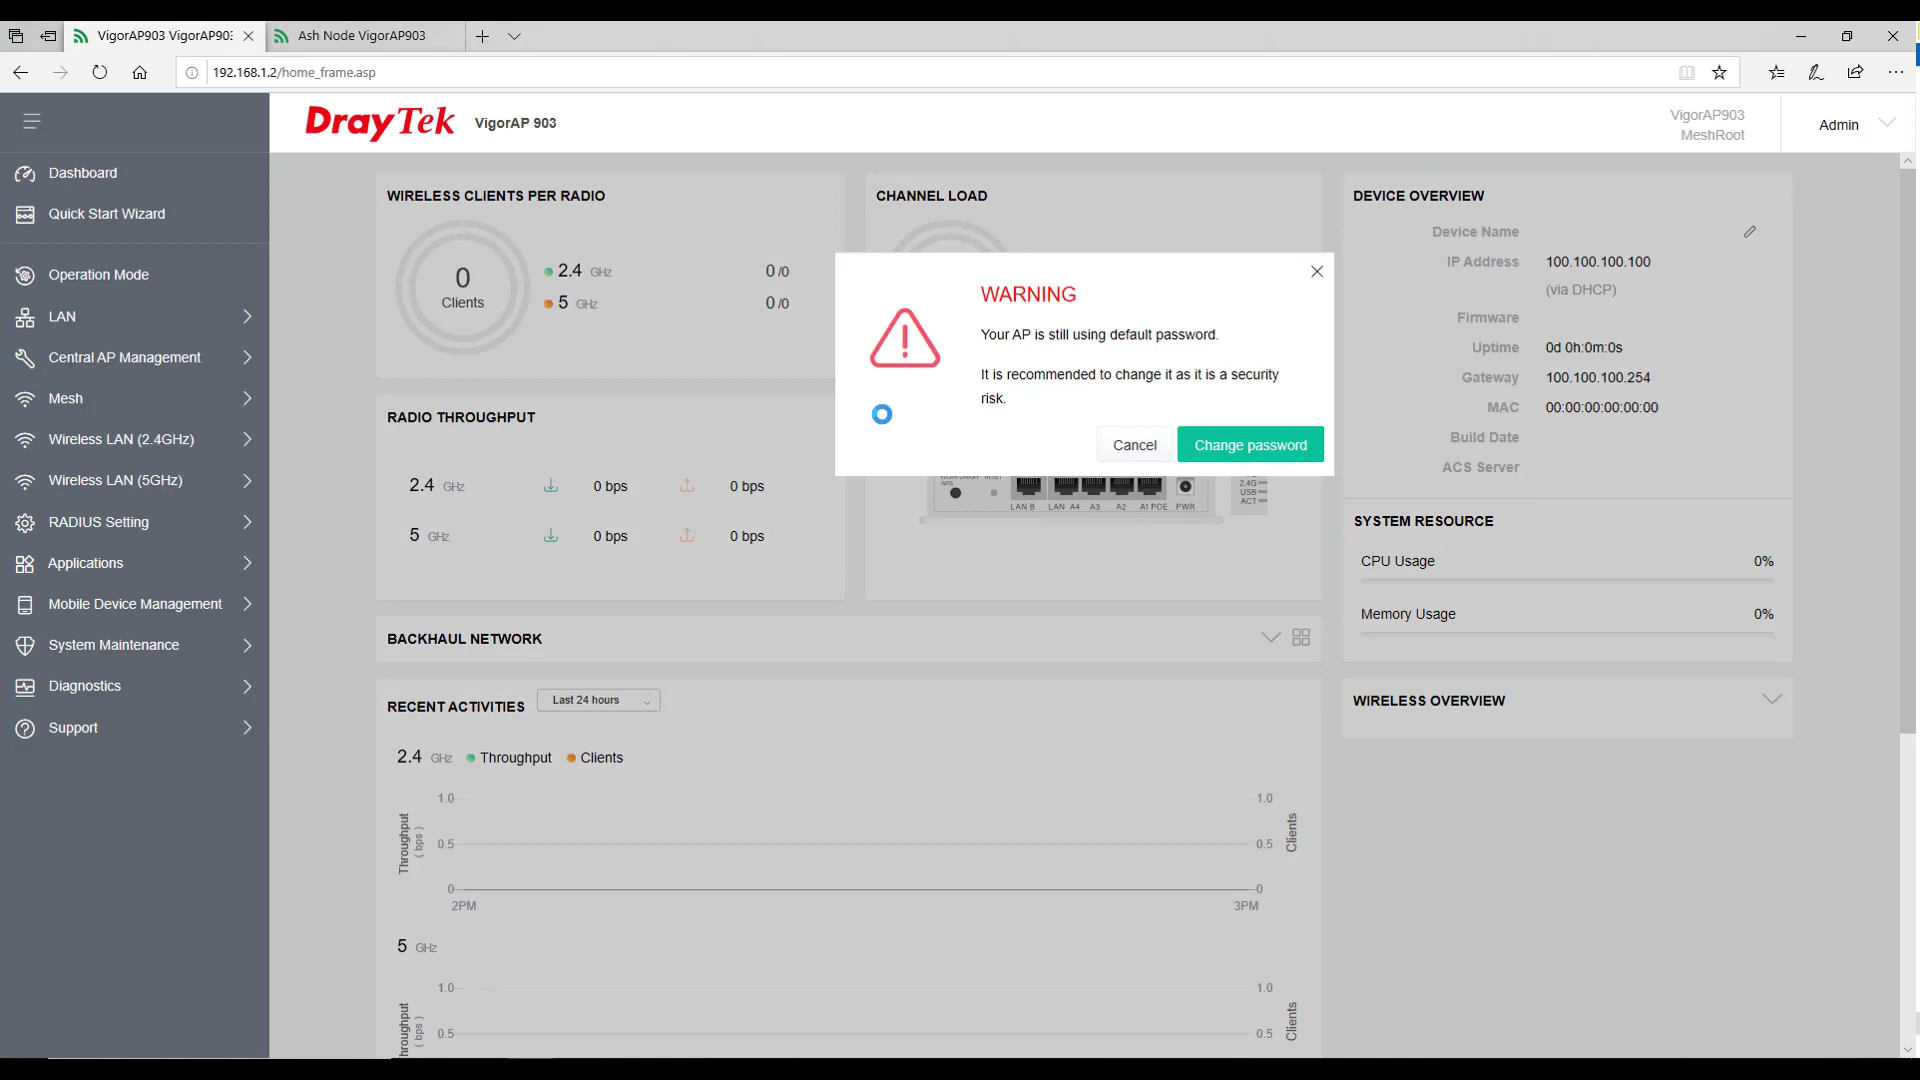 VigorAP903 VigorAP903
Ash Node VigorAP903
192.168.1.2/home_frame.asp
DrayTek
VigorAP 903
VigorAP903
MeshRoot
Admin
Dashboard
Quick Start Wizard
Operation Mode
LAN
Central AP Management
Mesh
Wireless LAN (2.4GHz)
Wireless LAN (5GHz)
RADIUS Setting
Applications
Mobile Device Management
System Maintenance
Diagnostics
Support
WIRELESS CLIENTS PER RADIO
0
Clients
2.4 GHz 0 /0
5 GHz 0 /0
CHANNEL LOAD
WARNING
Your AP is still using default password.
It is recommended to change it as it is a security
risk.
Cancel
Change password
RADIO THROUGHPUT
2.4 GHz 0 bps 0 bps
5 GHz 0 bps 0 bps
WPS
LAN B LAN A4 A3 A2 A1 POE PWR
2.4G
USB
ACT
DEVICE OVERVIEW
Device Name
IP Address 100.100.100.100
(via DHCP)
Firmware
Uptime 0d 0h:0m:0s
Gateway 100.100.100.254
MAC 00:00:00:00:00:00
Build Date
ACS Server
SYSTEM RESOURCE
CPU Usage 0%
Memory Usage 0%
BACKHAUL NETWORK
RECENT ACTIVITIES Last 24 hours
2.4 GHz Throughput Clients
1.0 1.0
Throughput
( bps )
0.5 0.5
Clients
0 0
2PM 3PM
5 GHz
1.0 1.0
Throughput
( bps )
0.5 0.5
Clients
WIRELESS OVERVIEW